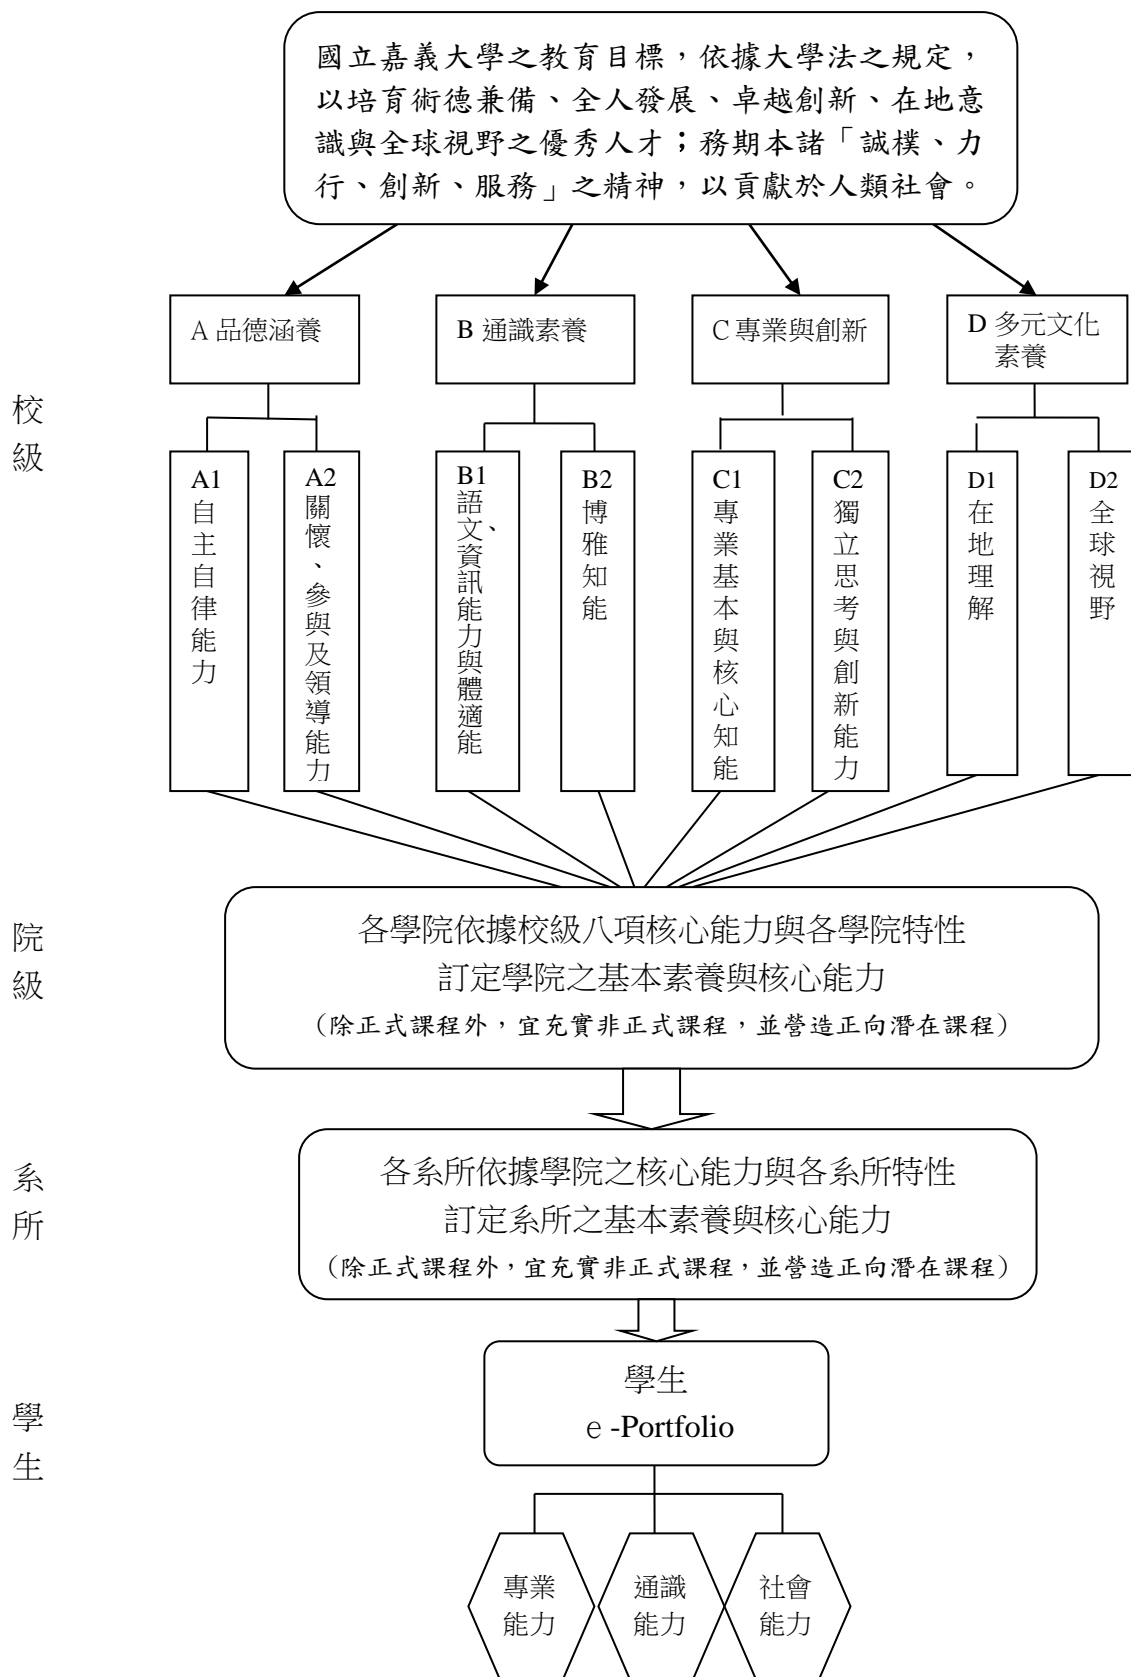 國立嘉義大學之教育目標，依據大學法之規定，
以培育術德兼備、全人發展、卓越創新、在地意
識與全球視野之優秀人才；務期本諸「誠樸、力
行、創新、服務」之精神，以貢獻於人類社會。
A 品德涵養
B 通識素養
C 專業與創新
D 多元文化
素養
校
級
A1
自主自律能力
A2
關懷、參與及領導能力
B1
語文、資訊能力與體適能
B2
博雅知能
C1
專業基本與核心知能
C2
獨立思考與創新能力
D1
在地理解
D2
全球視野
院
級
各學院依據校級八項核心能力與各學院特性
訂定學院之基本素養與核心能力
（除正式課程外，宜充實非正式課程，並營造正向潛在課程）
系
所
各系所依據學院之核心能力與各系所特性
訂定系所之基本素養與核心能力
（除正式課程外，宜充實非正式課程，並營造正向潛在課程）
學
生
學生
ｅ-Portfolio
專業
能力
通識
能力
社會
能力